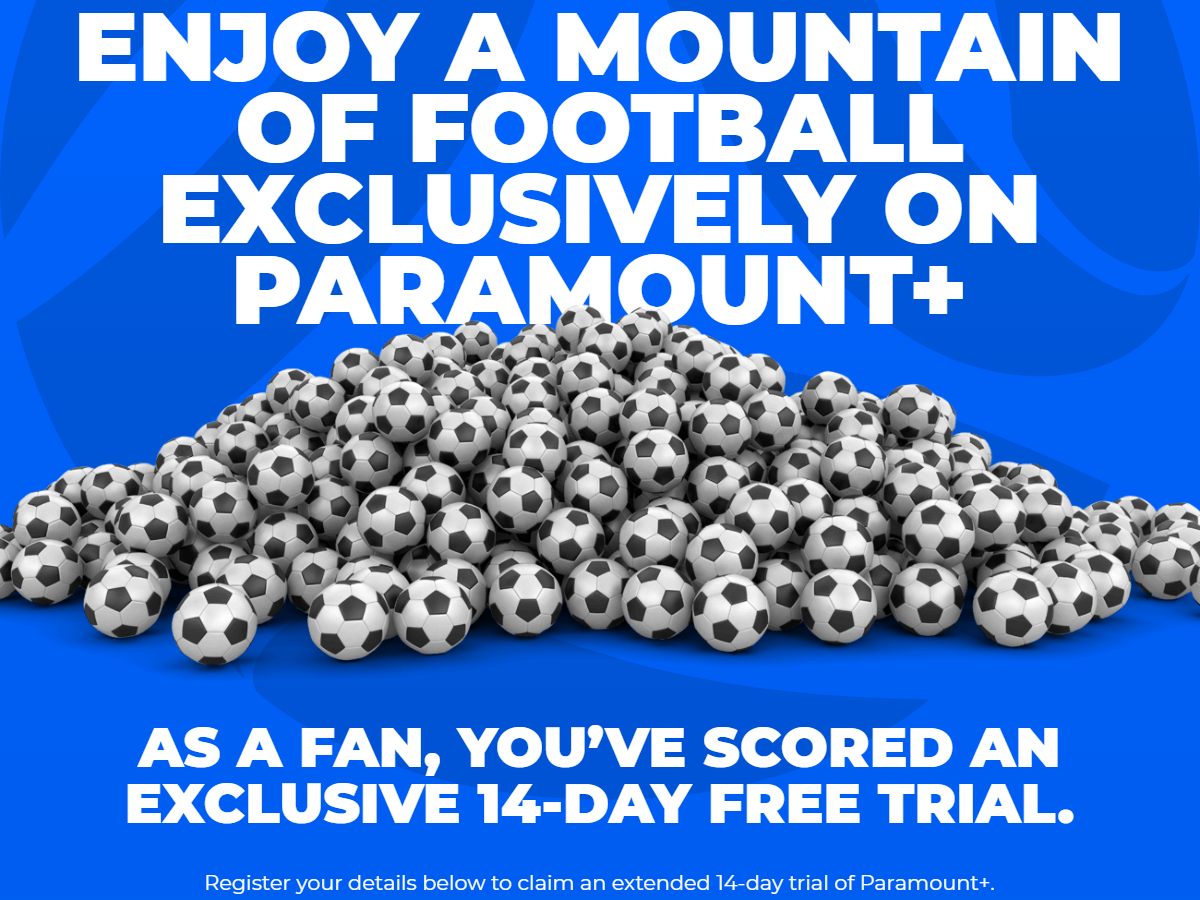 ENJOY A MOUNTAIN
OF FOOTBALL
EXCLUSIVELY ON
PARAMOUNT+
AS A FAN, YOU’VE SCORED AN
EXCLUSIVE 14-DAY FREE TRIAL.
Register your details below to claim an extended 14-day trial of Paramount+.